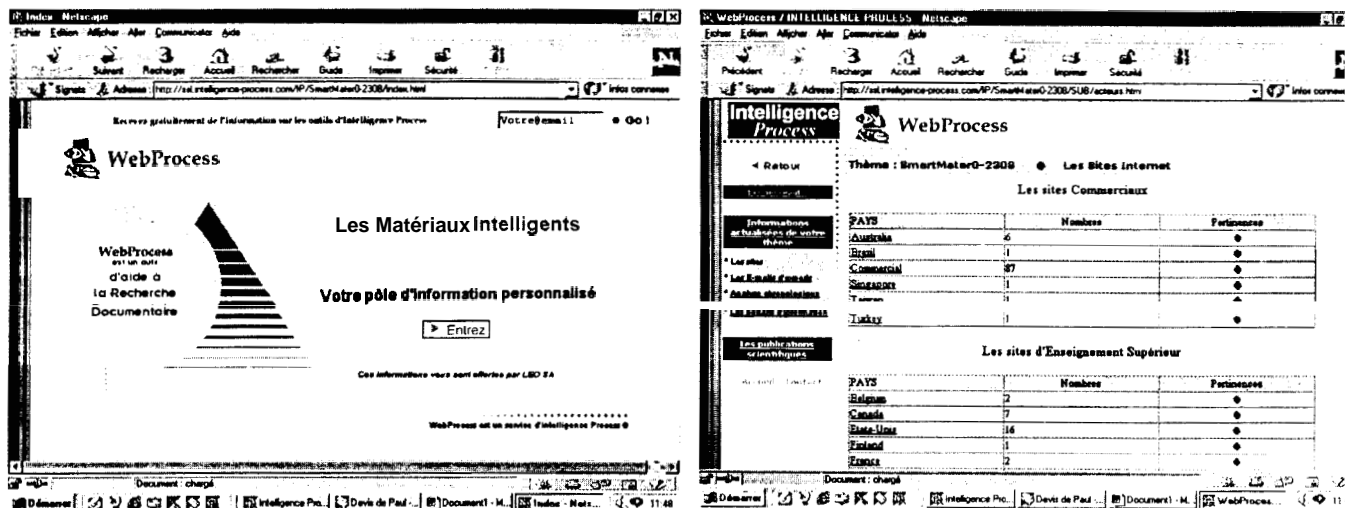 Index - Netscape
Fichier Edition Afficher Aller Communicator Aide
Suivant Recharger Accueil Rechercher Guide Imprimer Sécurité
Signets Adresse : http://ssl.intelligence-process.com/IP/SmartMater0-2308/index.html Infos connexes
Recevez gratuitement de l'information sur les outils d'Intelligence Process Votre@email Go !
WebProcess
Les Matériaux Intelligents
WebProcess
est un outil
d'aide à
la Recherche
Documentaire
Votre pôle d'information personnalisé
Entrez
Ces informations vous sont offertes par LEO SA
WebProcess est un service d'Intelligence Process
Document : chargé
Démarrer Intelligence Pro... Devis de Paul -... Document1 - M... Index - Nets... 11:48
WebProcess / INTELLIGENCE PROCESS - Netscape
Fichier Edition Afficher Aller Communicator Aide
Précédent Recharger Accueil Rechercher Guide Imprimer Sécurité
Signets Adresse : http://ssl.intelligence-process.com/IP/SmartMater0-2308/SUB/acteurs.htm Infos connexes
Intelligence
Process
WebProcess
Retour
Thème : SmartMater0-2308 Les Sites Internet
Les sites Commerciaux
Informations
actualisées de votre
thème
Les sites
Les E-mails d'experts
PAYS Nombres Pertinences
Australia 6
Brazil 1
Commercial 87
Singapore 1
Taiwan 1
Turkey 1
Les publications
scientifiques
Accueil Contact
Les sites d'Enseignement Supérieur
PAYS Nombres Pertinences
Belgium 2
Canada 7
Etats-Unis 16
Finland 1
France 2
Document : chargé
Démarrer Intelligence Pro... Devis de Paul -... Document1 - M... WebProces... 11